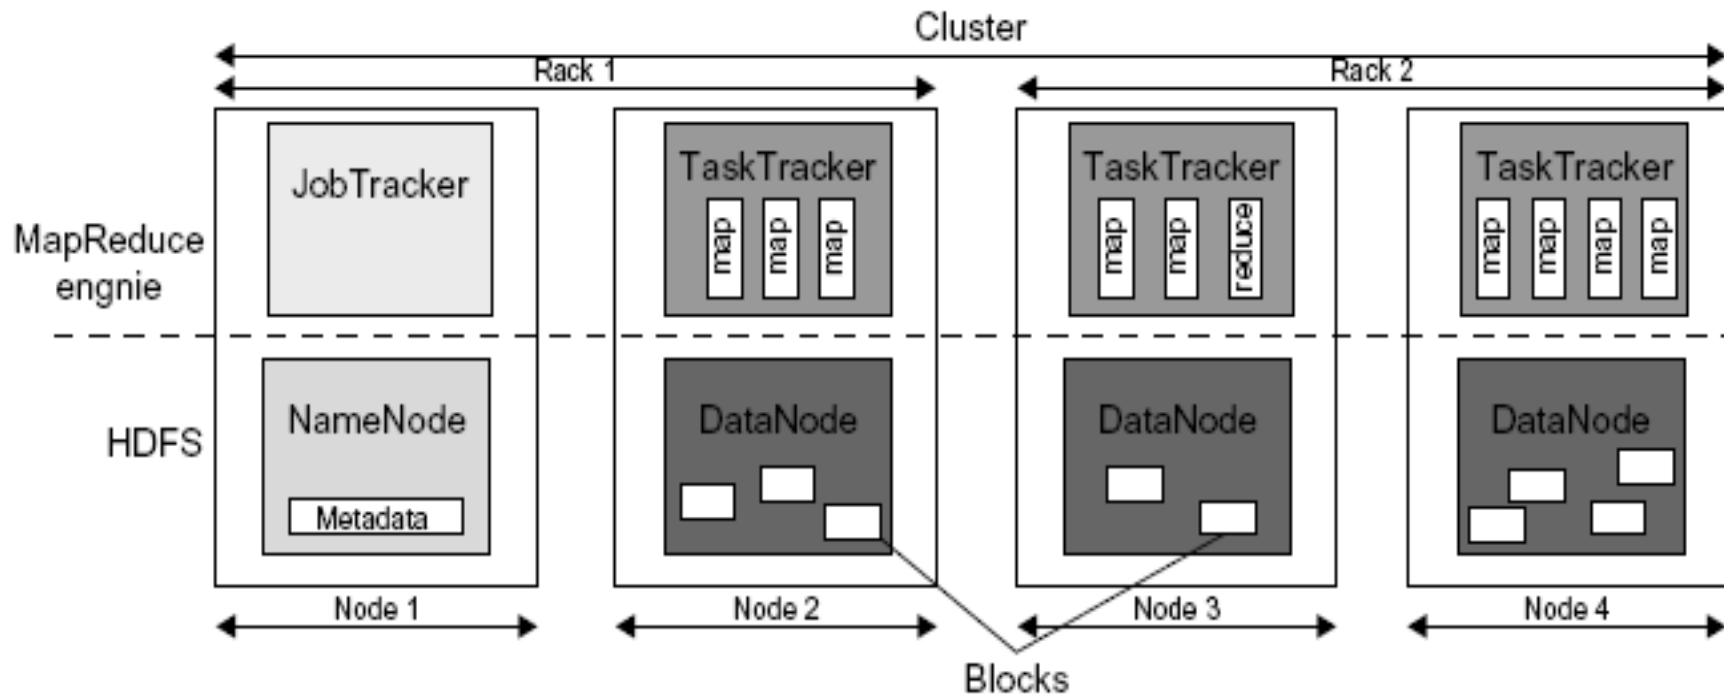 Cluster
Rack 1
Rack 2
JobTracker
TaskTracker
map
map
map
TaskTracker
map
map
reduce
TaskTracker
map
map
map
map
MapReduce
engnie
HDFS
NameNode
Metadata
DataNode
DataNode
DataNode
Node 1
Node 2
Node 3
Node 4
Blocks